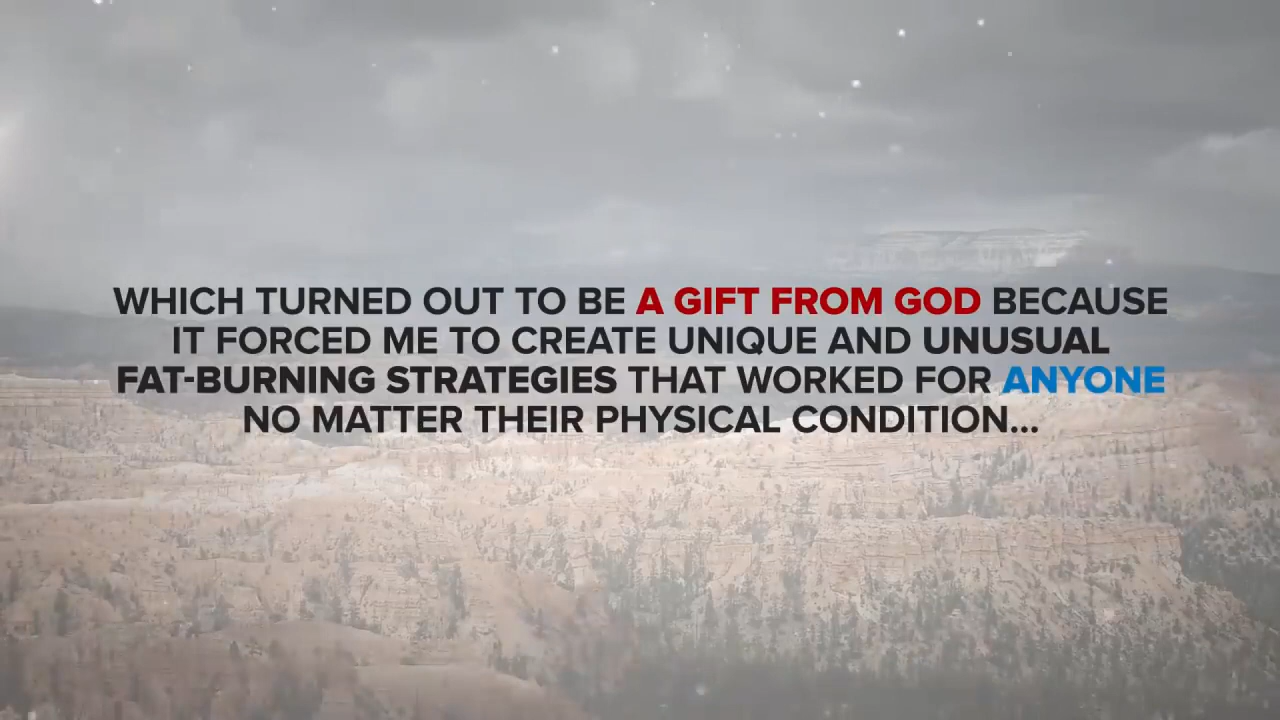 WHICH TURNED OUT TO BE A GIFT FROM GOD BECAUSE
IT FORCED ME TO CREATE UNIQUE AND UNUSUAL
FAT-BURNING STRATEGIES THAT WORKED FOR ANYONE
NO MATTER THEIR PHYSICAL CONDITION...